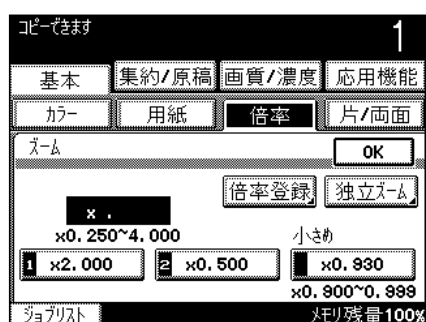 コピーできます 1
基本 集約/原稿 画質/濃度 応用機能
カラー 用紙 倍率 片/両面
ズーム OK
倍率登録 独立ズーム
x .
x0.250~4.000 小さめ
1 x2.000 2 x0.500 x0.930
x0.900~0.999
ジョブリスト メモリ残量100%